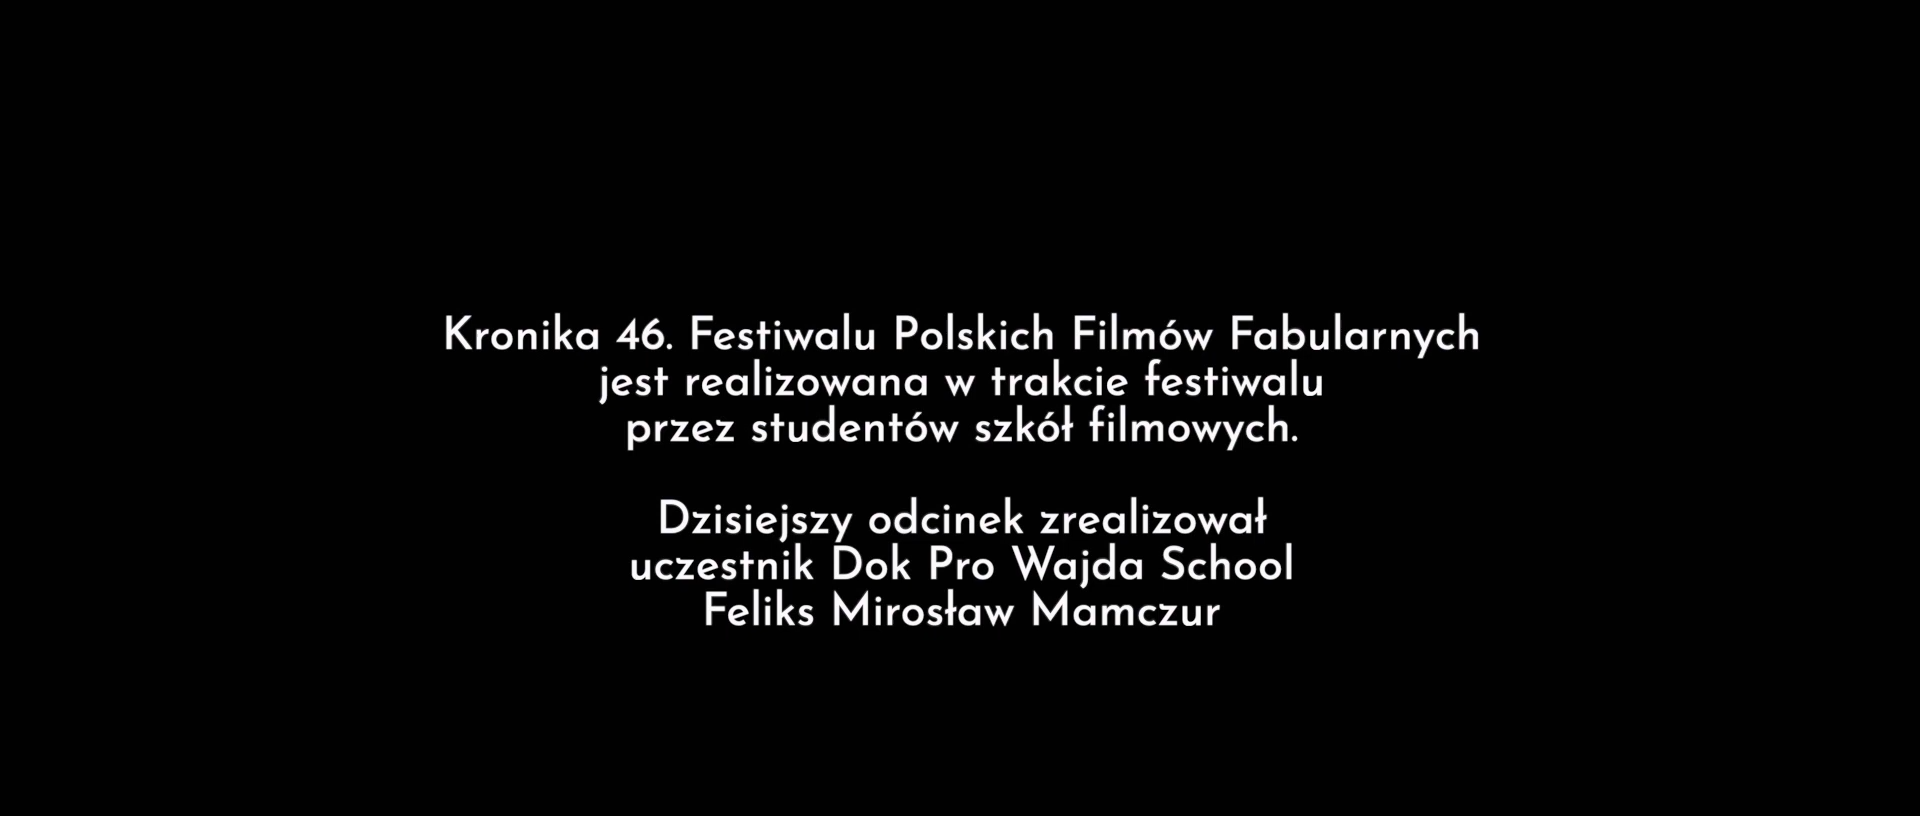 Kronika 46. Festiwalu Polskich Filmów Fabularnych
jest realizowana w trakcie festiwalu
przez studentów szkół filmowych.
Dzisiejszy odcinek zrealizował
uczestnik Dok Pro Wajda School
Feliks Mirosław Mamczur